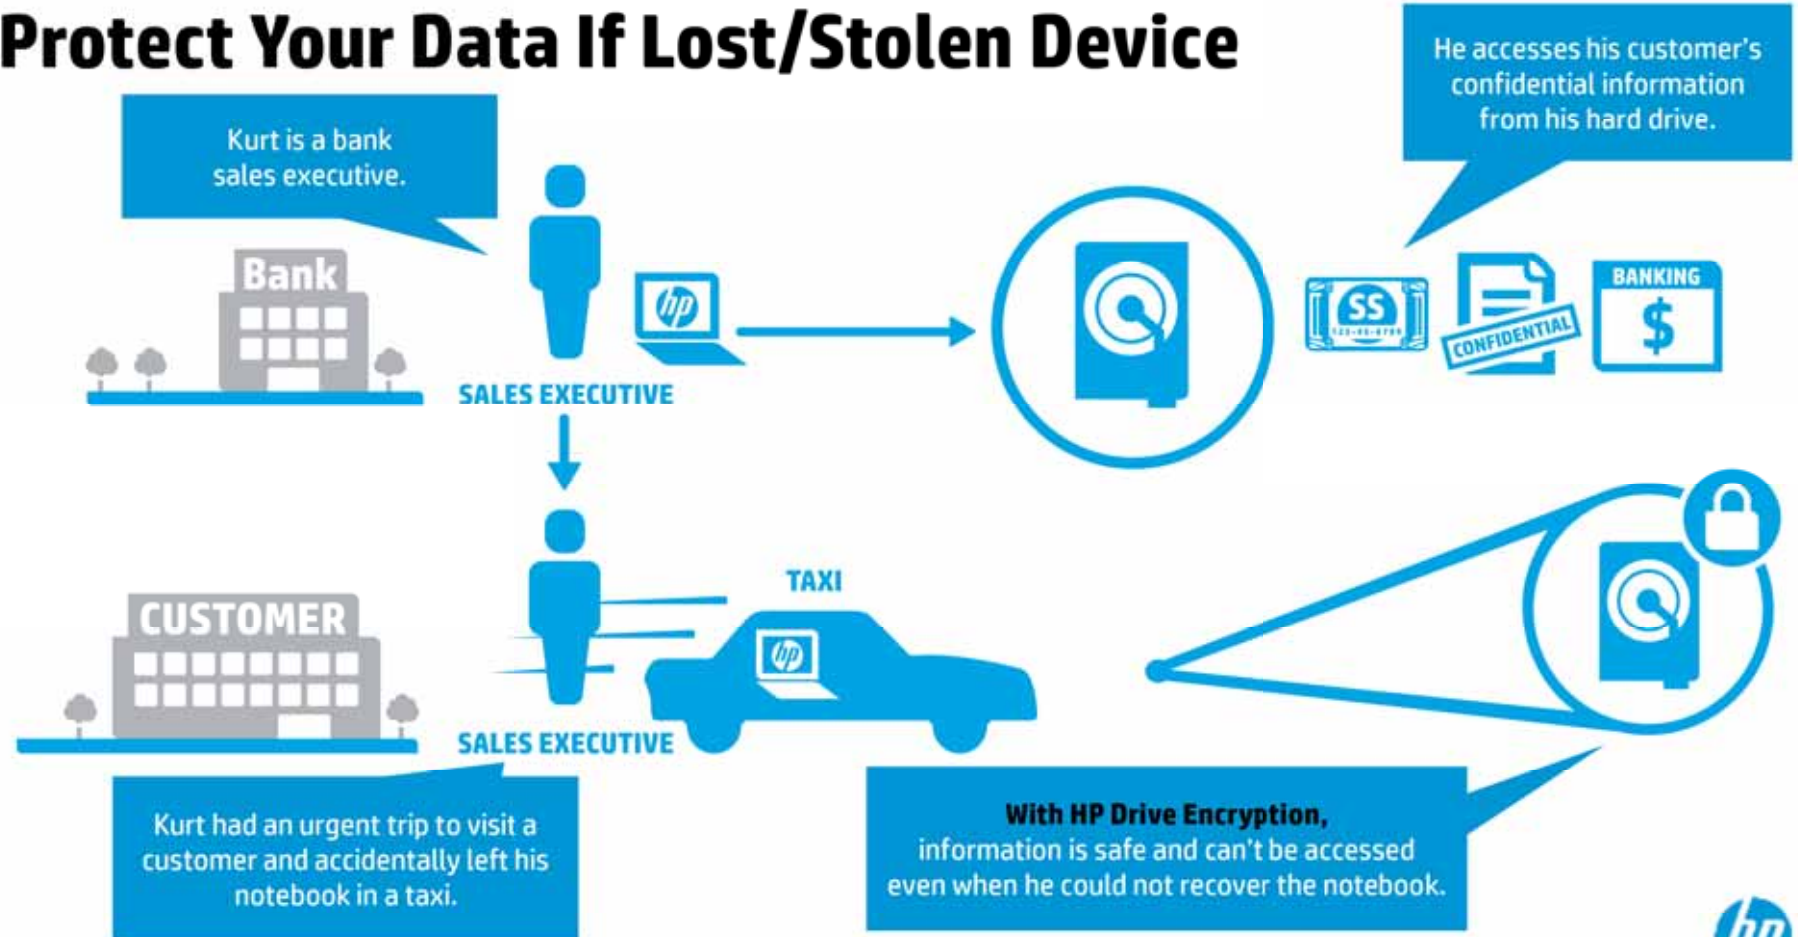 Protect Your Data If Lost/Stolen Device
He accesses his customer's
confidential information
from his hard drive.
Kurt is a bank
sales executive.
Bank
hp
SS
CONFIDENTIAL
BANKING
$
SALES EXECUTIVE
TAXI
CUSTOMER
hp
SALES EXECUTIVE
Kurt had an urgent trip to visit a
customer and accidentally left his
notebook in a taxi.
With HP Drive Encryption,
information is safe and can't be accessed
even when he could not recover the notebook.
hp